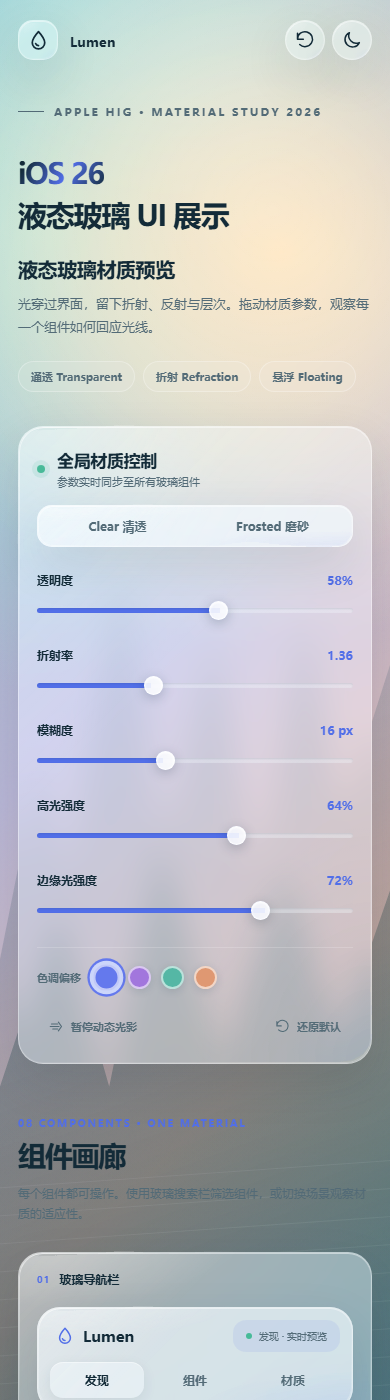 Lumen
APPLE HIG • MATERIAL STUDY 2026
iOS 26
液态玻璃 UI 展示
液态玻璃材质预览
光穿过界面，留下折射、反射与层次。拖动材质参数，观察每
一个组件如何回应光线。
通透 Transparent
折射 Refraction
悬浮 Floating
全局材质控制
参数实时同步至所有玻璃组件
Clear 清透
Frosted 磨砂
透明度
58%
折射率
1.36
模糊度
16 px
高光强度
64%
边缘光强度
72%
色调偏移
暂停动态光影
还原默认
08 COMPONENTS • ONE MATERIAL
组件画廊
每个组件都可操作。使用玻璃搜索栏筛选组件，或切换场景观察材
质的适应性。
01 玻璃导航栏
Lumen
发现 · 实时预览
发现
组件
材质